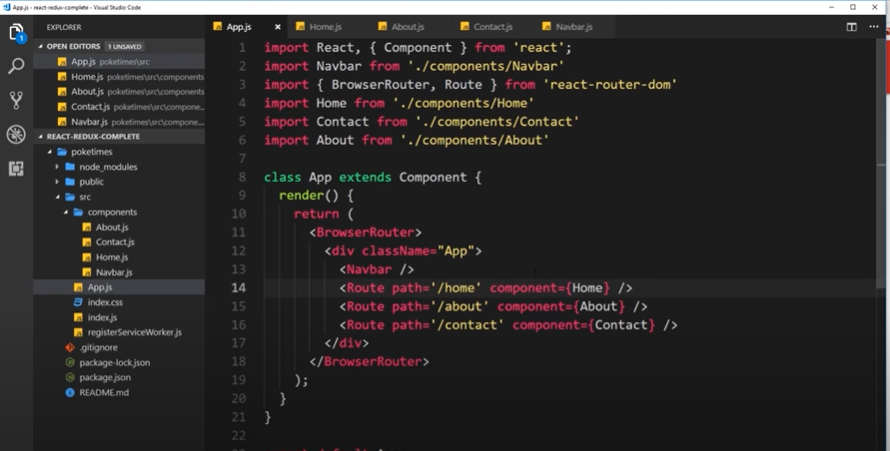 App.js - react-redux-complete - Visual Studio Code
EXPLORER
OPEN EDITORS 1 UNSAVED
App.js poketimes\src
Home.js poketimes\src\components
About.js poketimes\src\components
Contact.js poketimes\src\compone...
Navbar.js poketimes\src\compone...
REACT-REDUX-COMPLETE
poketimes
node_modules
public
src
components
About.js
Contact.js
Home.js
Navbar.js
App.js
index.css
index.js
registerServiceWorker.js
.gitignore
package-lock.json
package.json
README.md
App.js Home.js About.js Contact.js Navbar.js
1 import React, { Component } from 'react';
2 import Navbar from './components/Navbar'
3 import { BrowserRouter, Route } from 'react-router-dom'
4 import Home from './components/Home'
5 import Contact from './components/Contact'
6 import About from './components/About'
7
8 class App extends Component {
9 render() {
10 return (
11 <BrowserRouter>
12 <div className="App">
13 <Navbar />
14 <Route path='/home' component={Home} />
15 <Route path='/about' component={About} />
16 <Route path='/contact' component={Contact} />
17 </div>
18 </BrowserRouter>
19 );
20 }
21 }
22